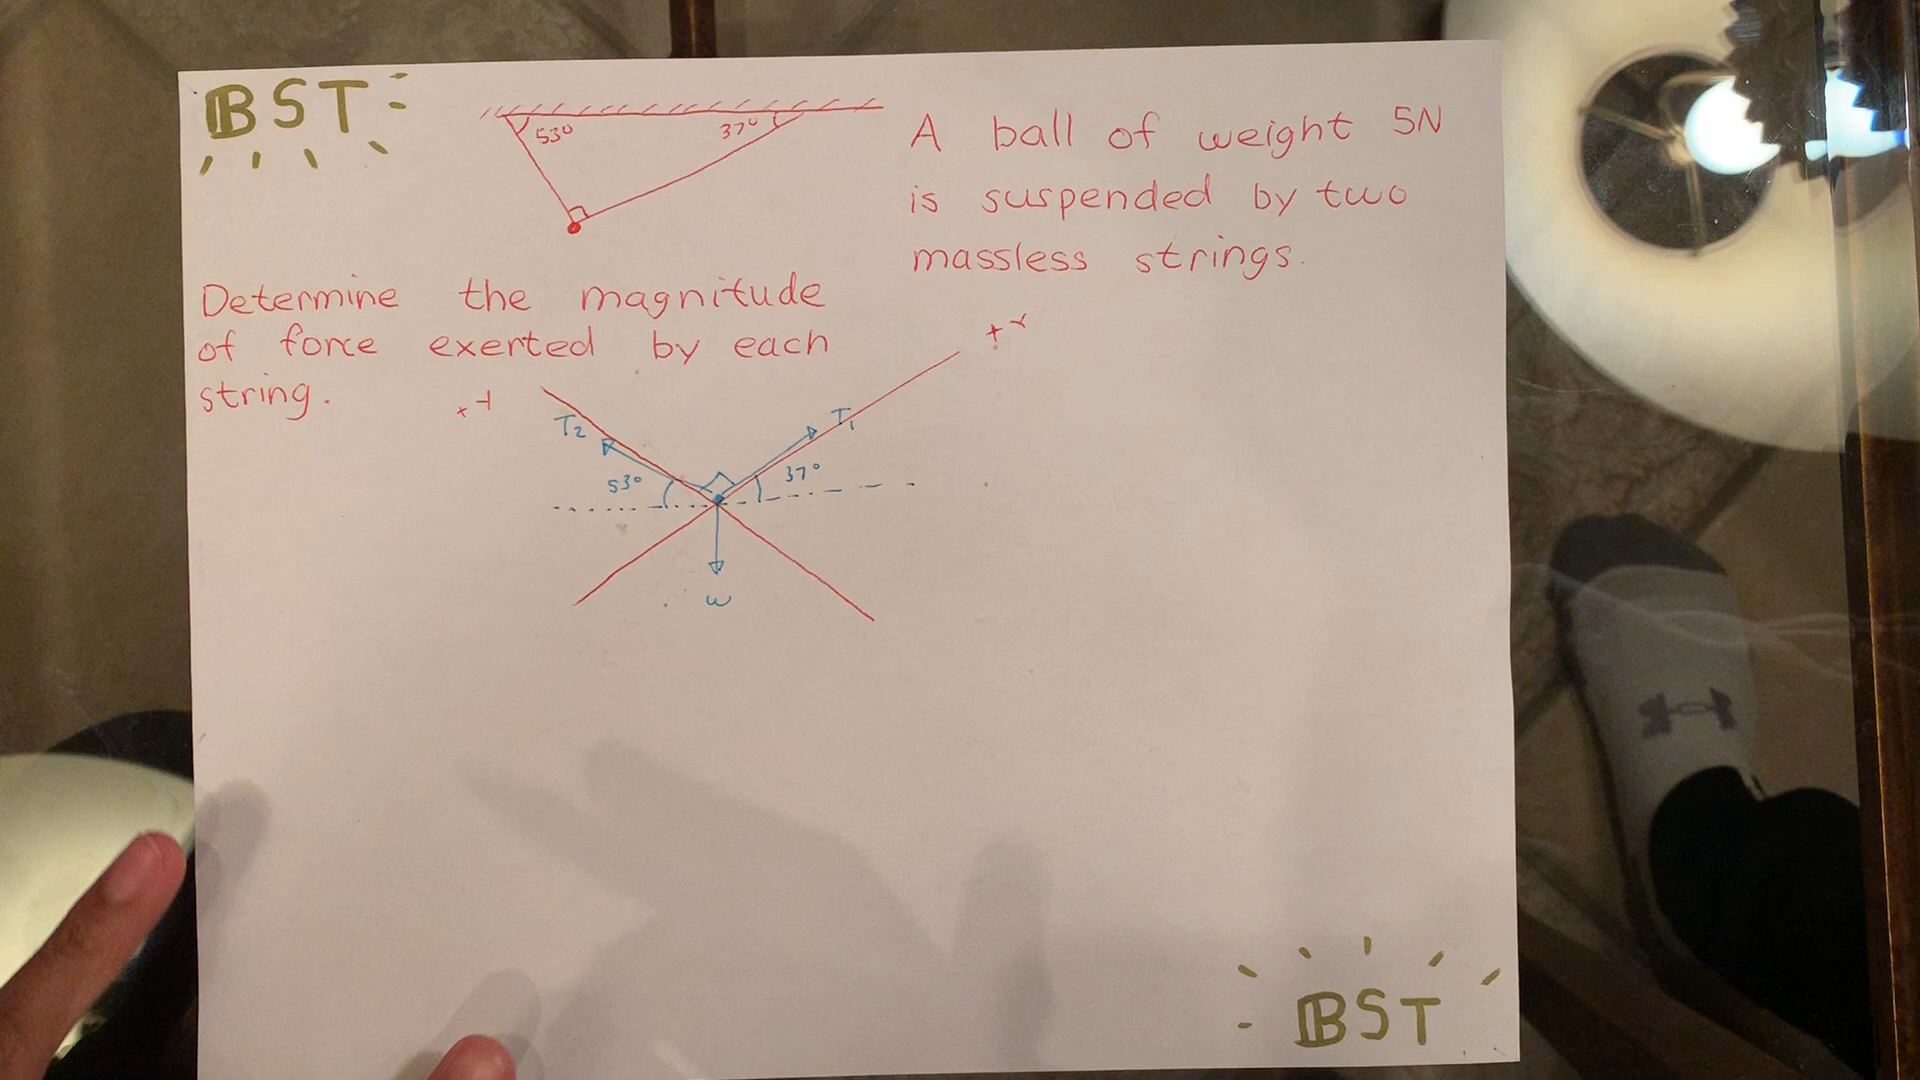 BST
53° 37°
A ball of weight 5N
is suspended by two
massless strings.
Determine the magnitude
of force exerted by each
string.
T2
T1
53°
37°
w
BST